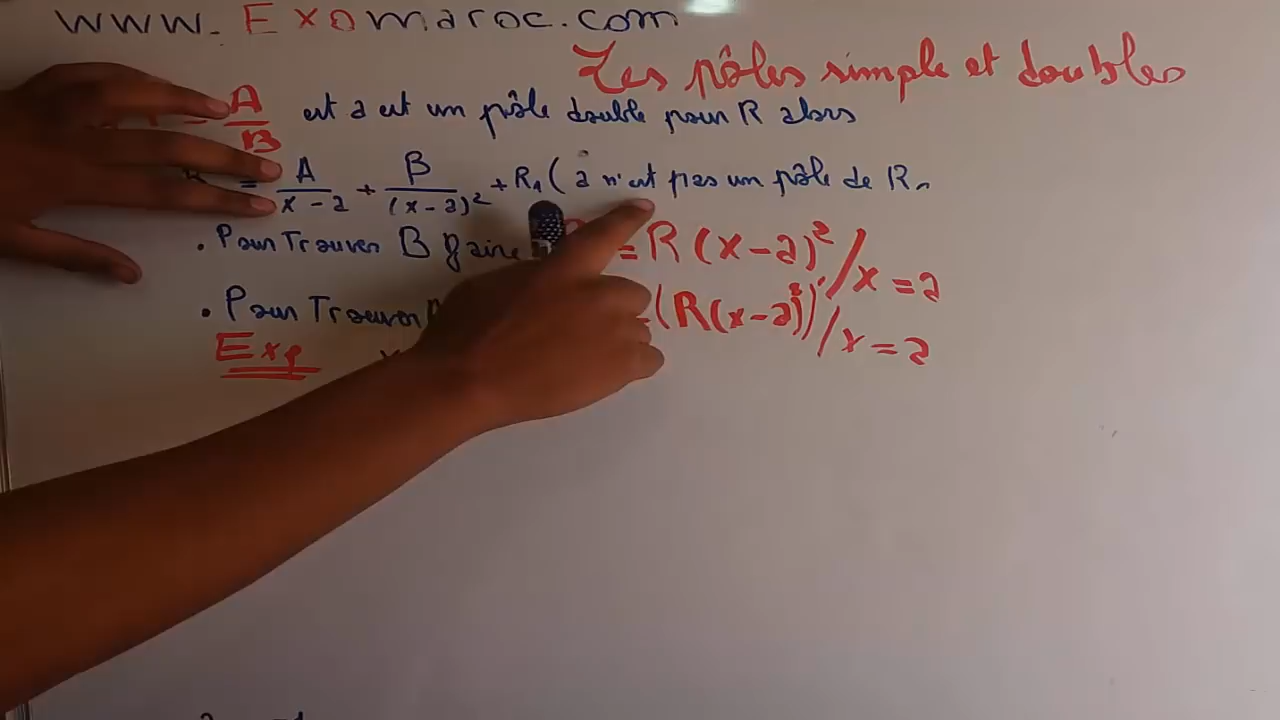 www.Exomaroc.com
Les pôles simple et doubles
A/B est a est un pôle double pour R alors
= A/(x-a) + B/(x-a)² + R₁ ( a n'est pas un pôle de R₁
. Pour Trouver B faire = R(x-a)² / x=a
. Pour Trouver (R(x-a)²)' / x=a
Exp